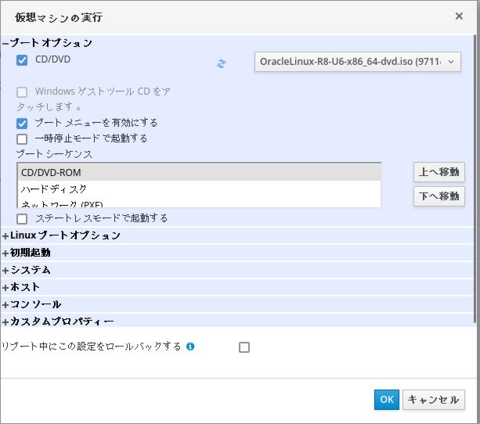 仮想マシンの実行
−ブートオプション
CD/DVD
OracleLinux-R8-U6-x86_64-dvd.iso (9711
Windows ゲストツール CD をア
タッチします 。
ブート メニューを有効にする
一時停止モードで起動する
ブート シーケンス
CD/DVD-ROM
上へ移動
ハードディスク
下へ移動
ネットワーク (PXE)
ステートレスモードで起動する
+Linuxブートオプション
+初期起動
+システム
+ホスト
+コンソール
+カスタムプロパティー
リブート中にこの設定をロールバックする
OK
キャンセル